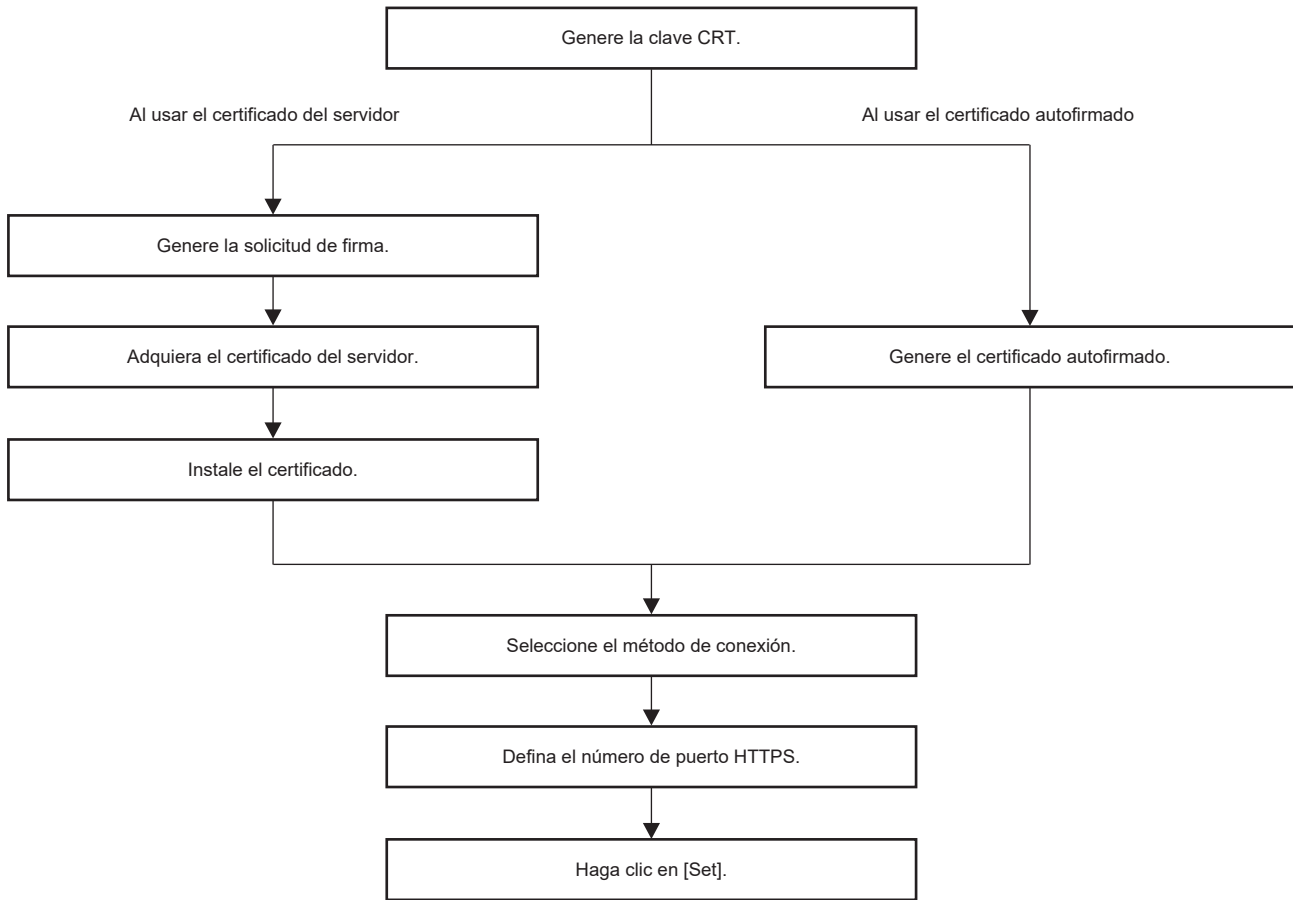 Genere la clave CRT.
Al usar el certificado del servidor
Al usar el certificado autofirmado
Genere la solicitud de firma.
Adquiera el certificado del servidor.
Genere el certificado autofirmado.
Instale el certificado.
Seleccione el método de conexión.
Defina el número de puerto HTTPS.
Haga clic en [Set].